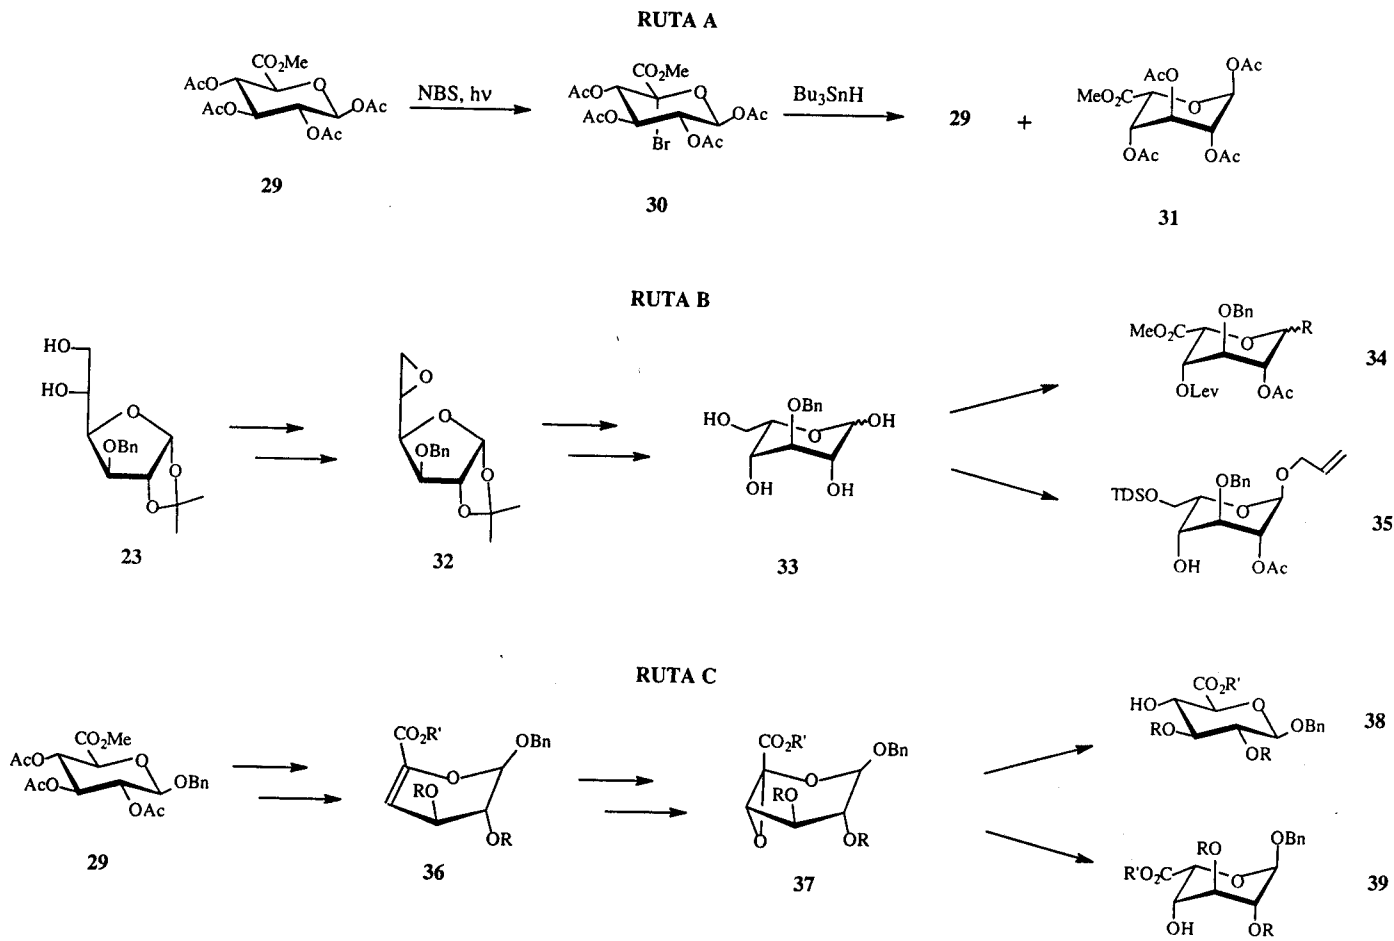 RUTA A
CO2Me
AcO
O
AcO
OAc
OAc
29
NBS, hν
CO2Me
AcO
O
AcO
OAc
Br
OAc
30
Bu3SnH
29
+
OAc
AcO
MeO2C
O
OAc
OAc
31
RUTA B
HO
HO
O
OBn
O
O
23
O
O
OBn
O
O
32
HO
OBn
O
OH
OH
OH
33
OBn
MeO2C
O
R
OLev
OAc
34
TDSO
OBn
O
O
OH
OAc
35
RUTA C
CO2Me
AcO
O
AcO
OBn
OAc
29
CO2R'
OBn
O
RO
OR
36
CO2R'
OBn
O
RO
O
OR
37
CO2R'
HO
O
RO
OBn
OR
38
RO
OBn
R'O2C
O
OH
OR
39